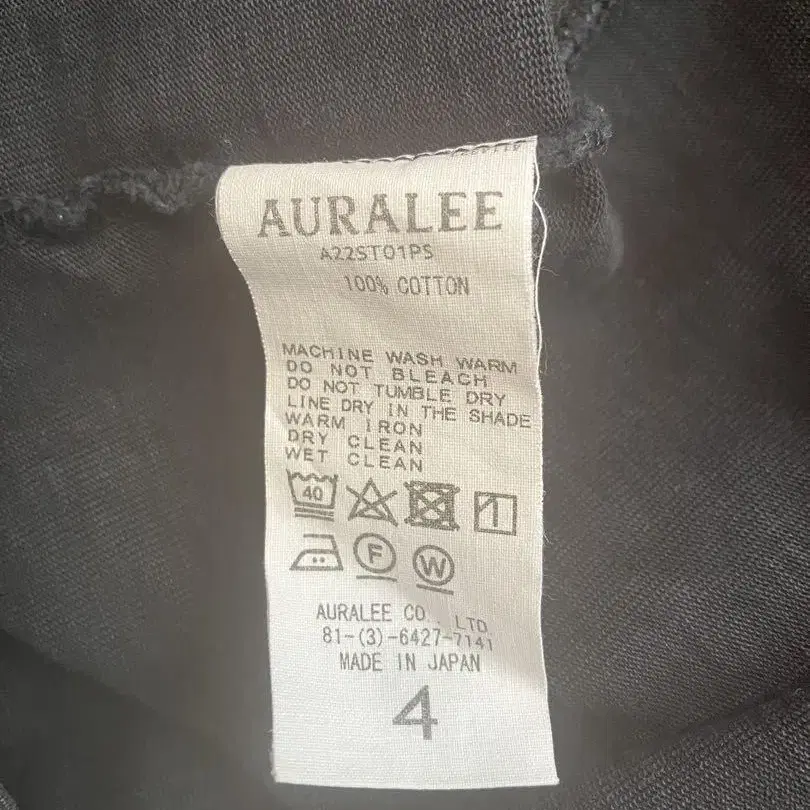 AURALEE
A22ST01PS
100% COTTON
MACHINE WASH WARM
DO NOT BLEACH
DO NOT TUMBLE DRY
LINE DRY IN THE SHADE
WARM IRON
DRY CLEAN
WET CLEAN
40
F W
AURALEE CO., LTD
81-(3)-6427-7141
MADE IN JAPAN
4